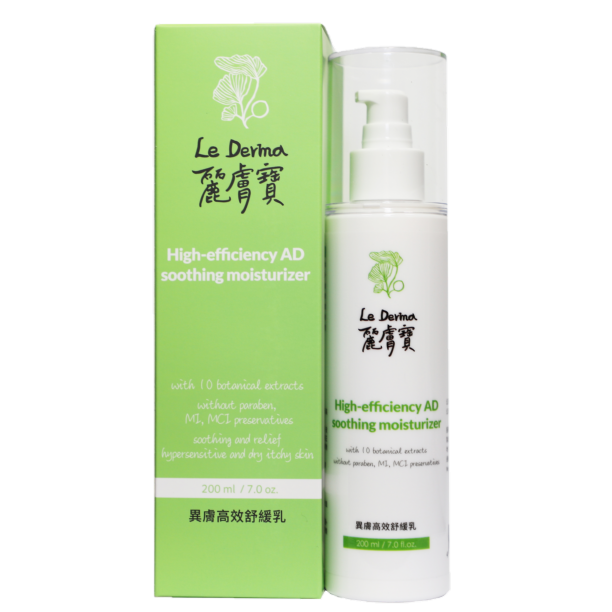 Le Derma
麗膚寶
High-efficiency AD
soothing moisturizer
with 10 botanical extracts
without paraben,
MI, MCI preservatives
soothing and relief
hypersensitive and dry itchy skin
200 ml / 7.0 oz.
異膚高效舒緩乳
Le Derma
麗膚寶
High-efficiency AD
soothing moisturizer
with 10 botanical extracts
without paraben, MI, MCI preservatives
異膚高效舒緩乳
200 ml / 7.0 fl.oz.